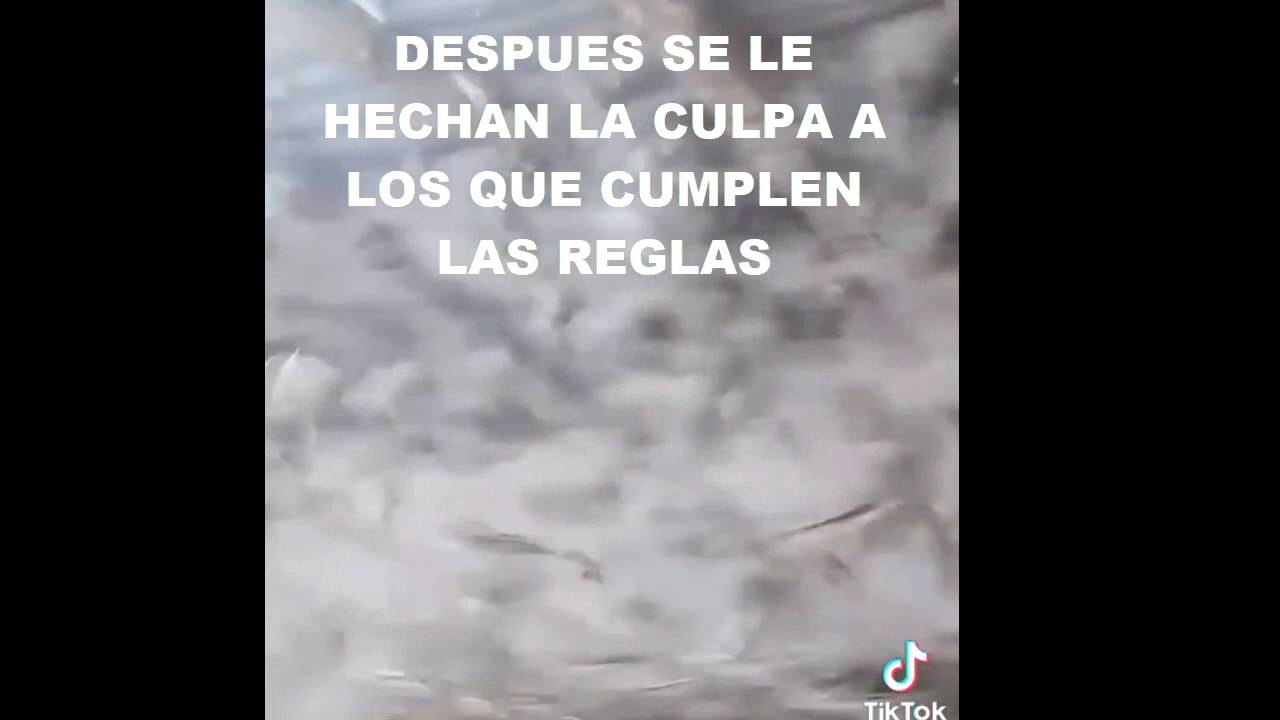 DESPUES SE LE
HECHAN LA CULPA A
LOS QUE CUMPLEN
LAS REGLAS
TikTok